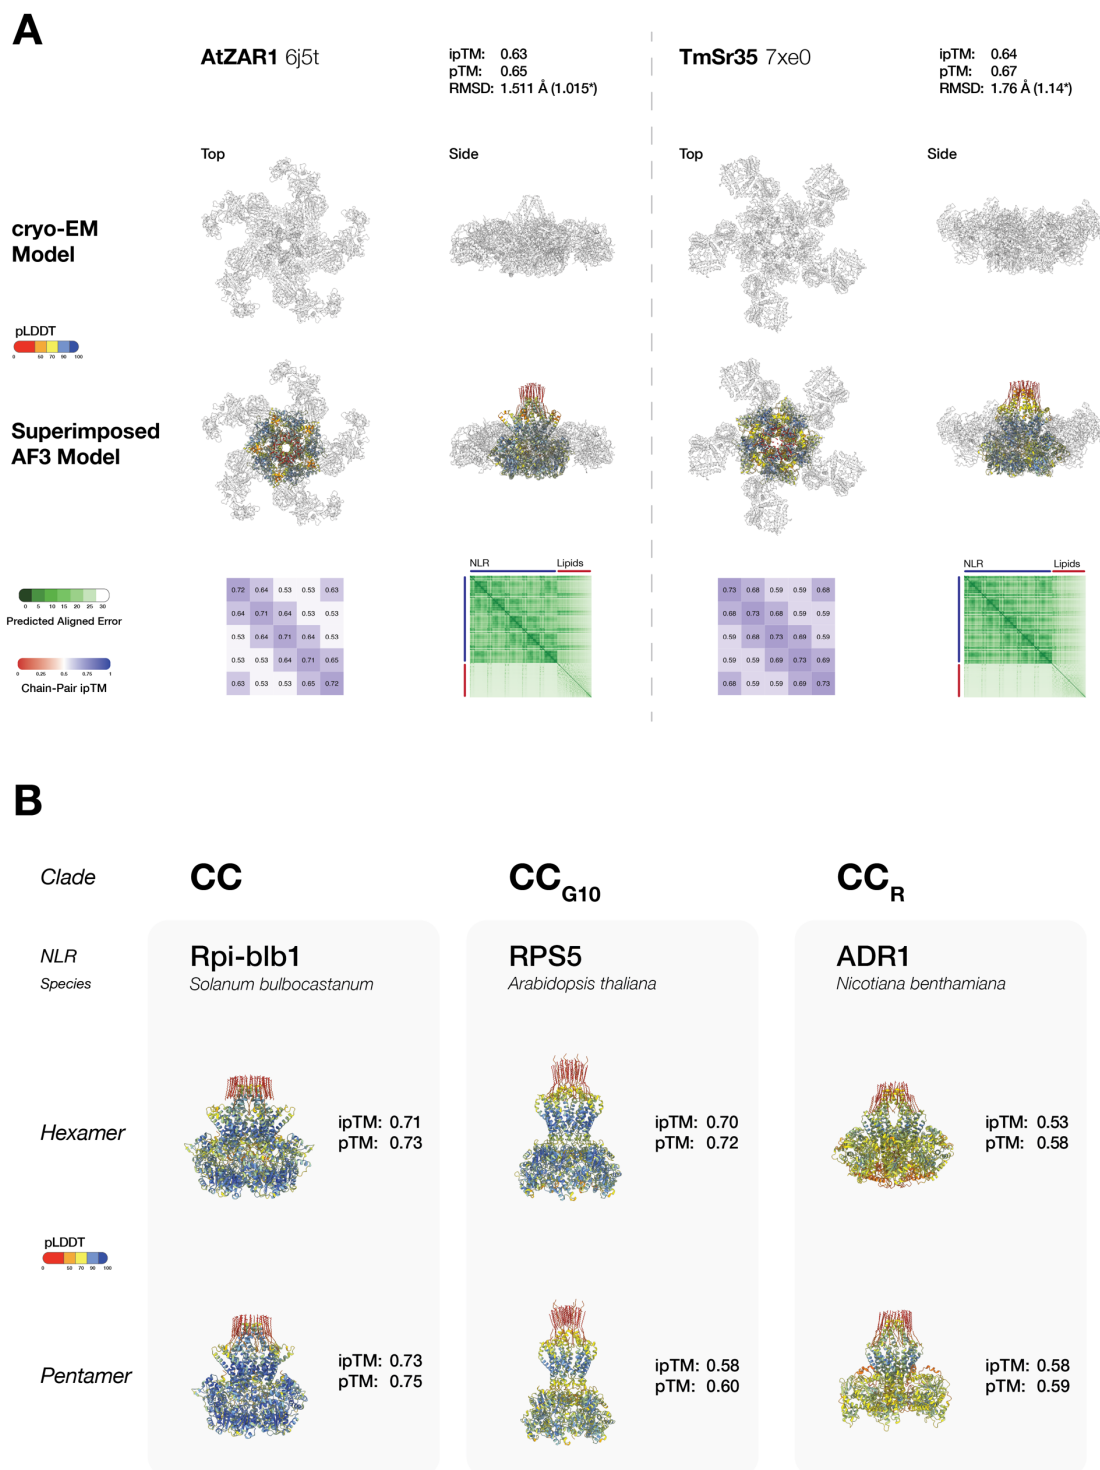 A
AtZAR1 6j5t
ipTM: 0.63
pTM: 0.65
RMSD: 1.511 Å (1.015*)
TmSr35 7xe0
ipTM: 0.64
pTM: 0.67
RMSD: 1.76 Å (1.14*)
Top
Side
Top
Side
cryo-EM
Model
pLDDT
0 50 70 90 100
Superimposed
AF3 Model
NLR Lipids
NLR Lipids
0 5 10 15 20 25 30
Predicted Aligned Error
0 0.25 0.5 0.75 1
Chain-Pair ipTM
0.72 0.64 0.53 0.53 0.63
0.64 0.71 0.64 0.53 0.53
0.53 0.64 0.71 0.64 0.53
0.53 0.53 0.64 0.71 0.65
0.63 0.53 0.53 0.65 0.72
0.73 0.68 0.59 0.59 0.68
0.68 0.73 0.68 0.59 0.59
0.59 0.68 0.73 0.69 0.59
0.59 0.59 0.69 0.73 0.69
0.68 0.59 0.59 0.69 0.73
B
Clade
CC
CCG10
CCR
NLR
Rpi-blb1
RPS5
ADR1
Species
Solanum bulbocastanum
Arabidopsis thaliana
Nicotiana benthamiana
Hexamer
ipTM: 0.71
pTM: 0.73
ipTM: 0.70
pTM: 0.72
ipTM: 0.53
pTM: 0.58
pLDDT
0 50 70 90 100
Pentamer
ipTM: 0.73
pTM: 0.75
ipTM: 0.58
pTM: 0.60
ipTM: 0.58
pTM: 0.59